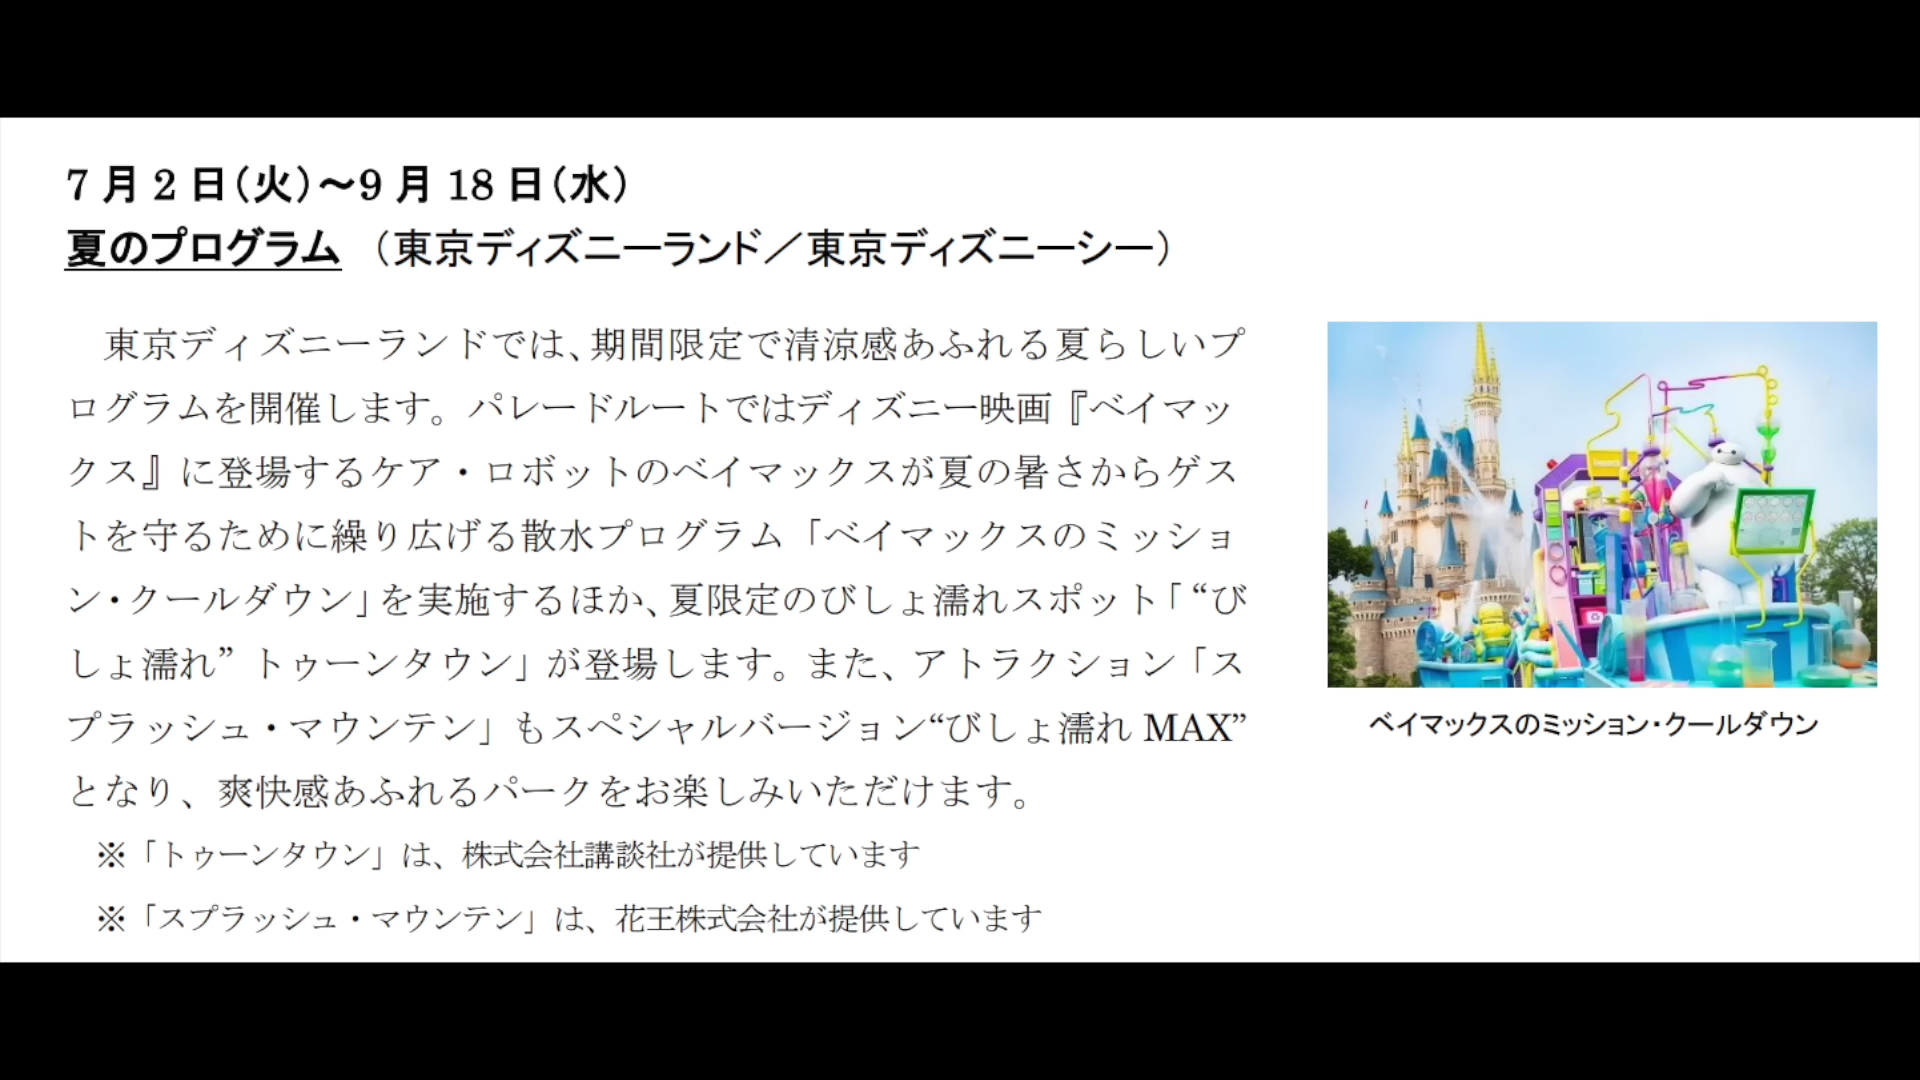 7 月 2 日（火）～9 月 18 日（水）
夏のプログラム （東京ディズニーランド／東京ディズニーシー）
東京ディズニーランドでは、期間限定で清涼感あふれる夏らしいプ
ログラムを開催します。パレードルートではディズニー映画『ベイマッ
クス』に登場するケア・ロボットのベイマックスが夏の暑さからゲス
トを守るために繰り広げる散水プログラム「ベイマックスのミッショ
ン・クールダウン」を実施するほか、夏限定のびしょ濡れスポット「 “び
しょ濡れ” トゥーンタウン」が登場します。また、アトラクション「ス
プラッシュ・マウンテン」もスペシャルバージョン“びしょ濡れ MAX”
となり、爽快感あふれるパークをお楽しみいただけます。
※「トゥーンタウン」は、株式会社講談社が提供しています
※「スプラッシュ・マウンテン」は、花王株式会社が提供しています
ベイマックスのミッション・クールダウン